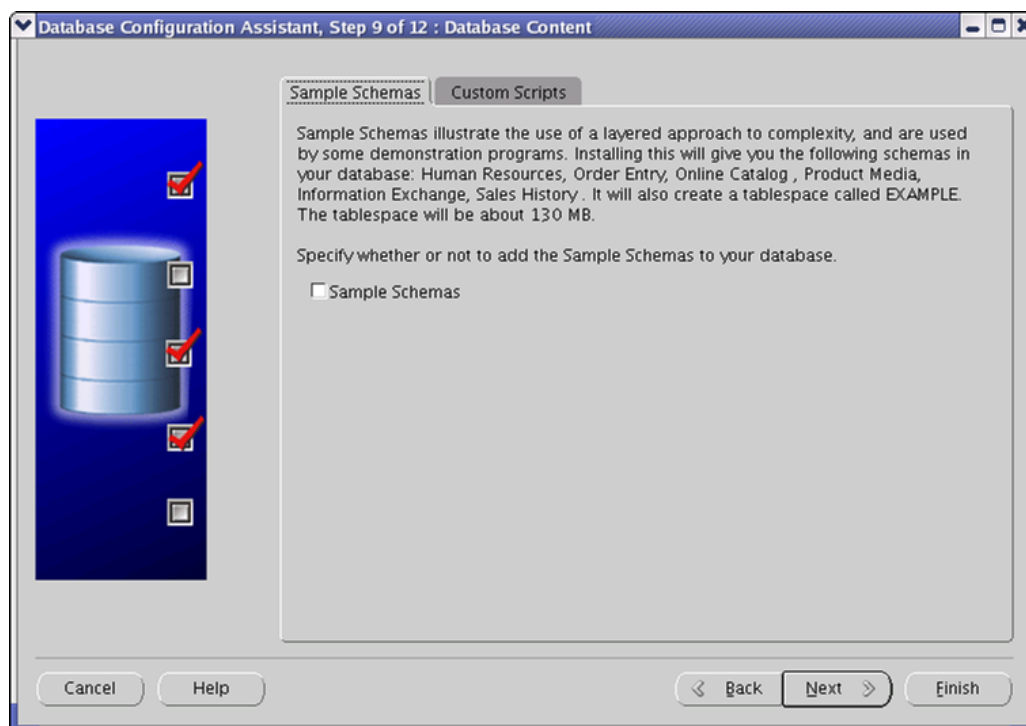 Database Configuration Assistant, Step 9 of 12 : Database Content
Sample Schemas
Custom Scripts
Sample Schemas illustrate the use of a layered approach to complexity, and are used
by some demonstration programs. Installing this will give you the following schemas in
your database: Human Resources, Order Entry, Online Catalog , Product Media,
Information Exchange, Sales History . It will also create a tablespace called EXAMPLE.
The tablespace will be about 130 MB.
Specify whether or not to add the Sample Schemas to your database.
Sample Schemas
Cancel
Help
Back
Next
Finish